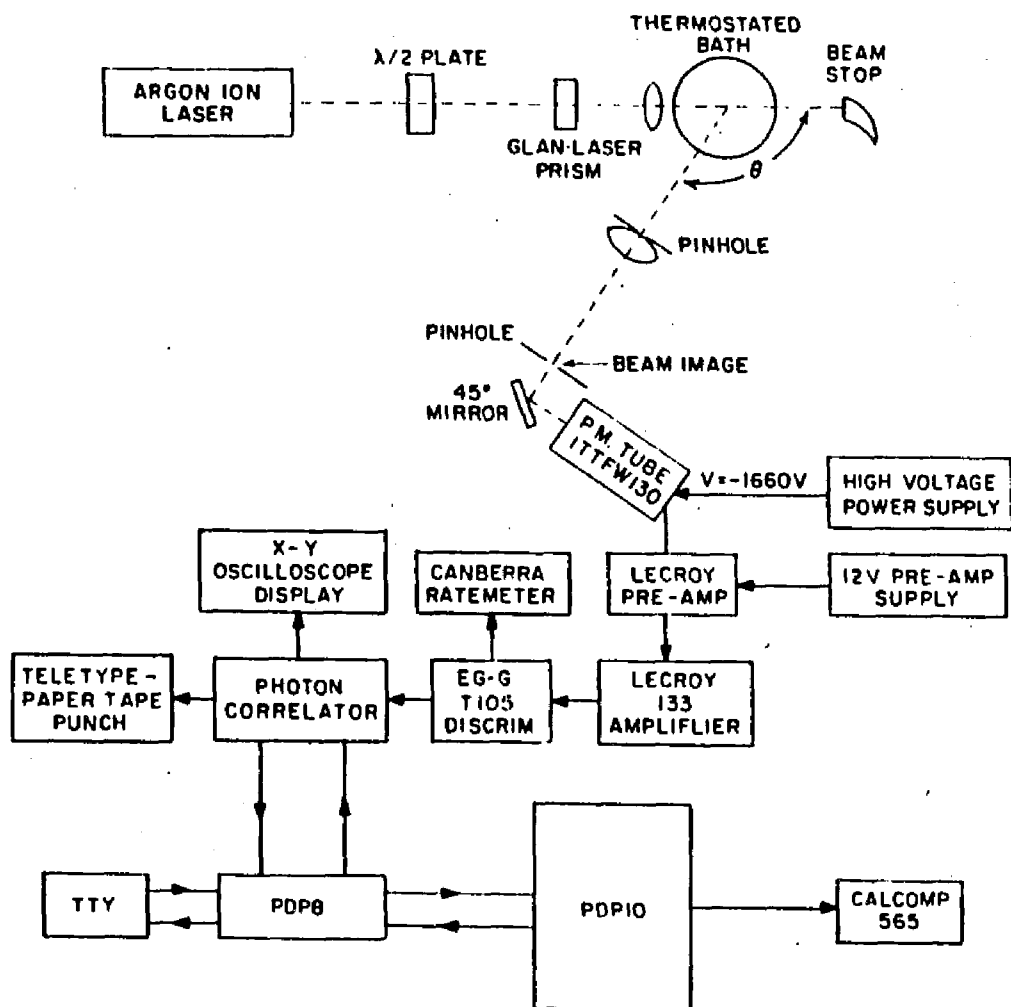 THERMOSTATED
BATH
BEAM
STOP
λ/2 PLATE
ARGON ION
LASER
GLAN-LASER
PRISM
θ
PINHOLE
PINHOLE
BEAM IMAGE
45°
MIRROR
P.M. TUBE
ITTFW130
V=-1660V
HIGH VOLTAGE
POWER SUPPLY
X-Y
OSCILLOSCOPE
DISPLAY
CANBERRA
RATEMETER
LECROY
PRE-AMP
12V PRE-AMP
SUPPLY
TELETYPE-
PAPER TAPE
PUNCH
PHOTON
CORRELATOR
EG-G
T105
DISCRIM
LECROY
133
AMPLIFLIER
TTY
PDP8
PDP10
CALCOMP
565